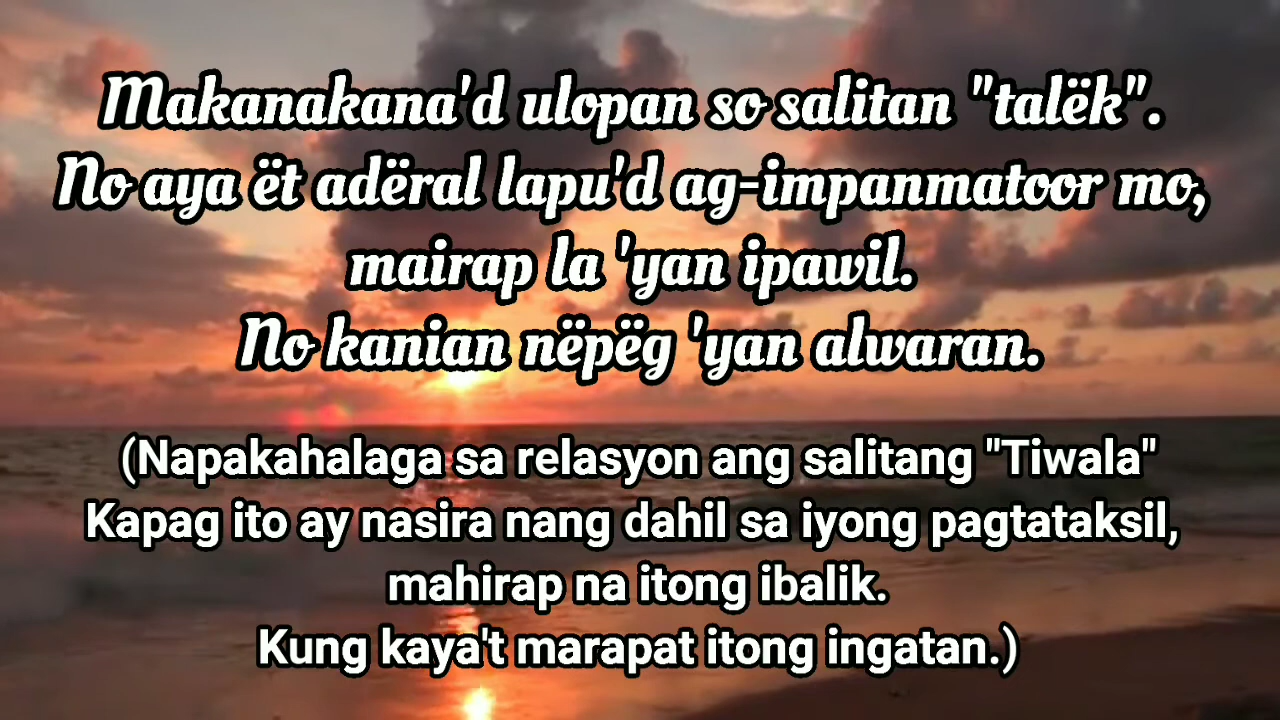 Makanakana'd ulopan so salitan "talëk".
No aya ët adëral lapu'd ag-impanmatoor mo,
mairap la 'yan ipawil.
No kanian nëpëg 'yan alwaran.
(Napakahalaga sa relasyon ang salitang "Tiwala"
Kapag ito ay nasira nang dahil sa iyong pagtataksil,
mahirap na itong ibalik.
Kung kaya't marapat itong ingatan.)